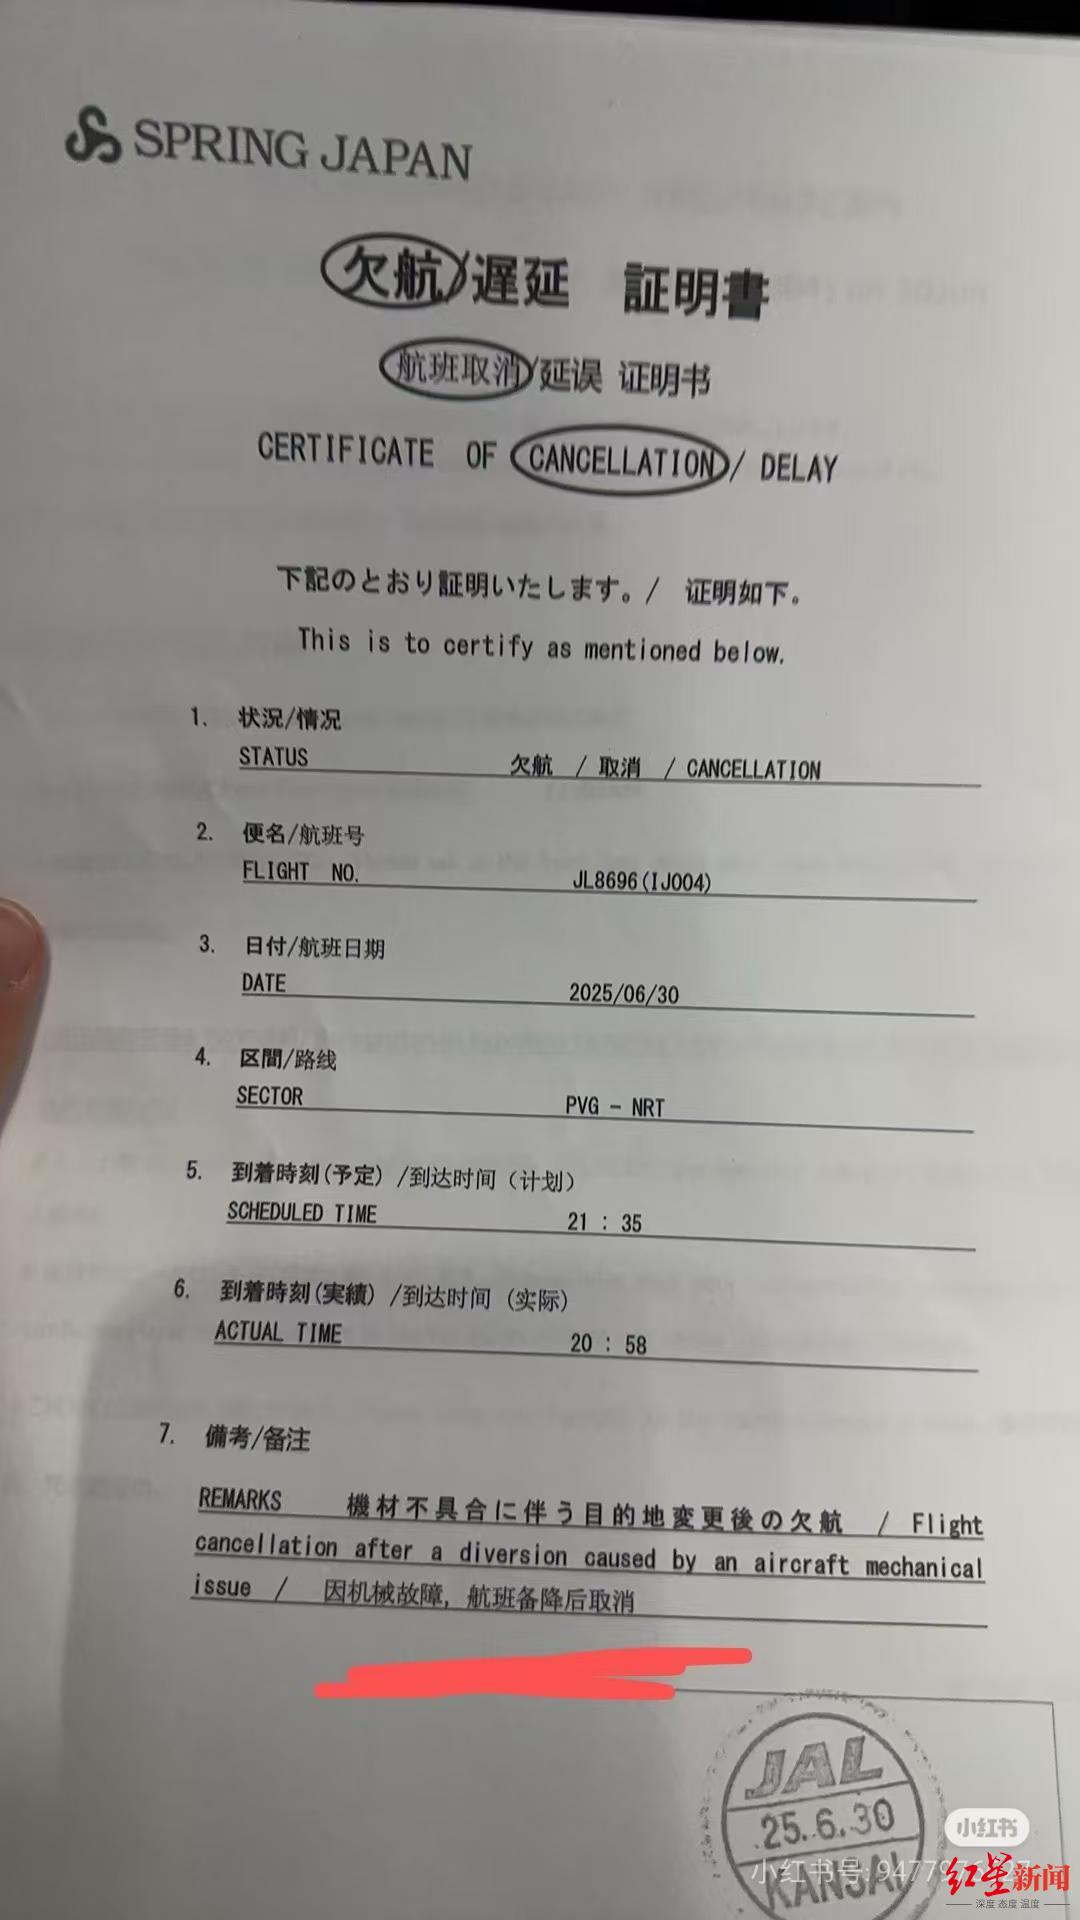 SPRING JAPAN
欠航/遅延 証明書
航班取消/延误 证明书
CERTIFICATE OF CANCELLATION / DELAY
下記のとおり証明いたします。/ 证明如下。
This is to certify as mentioned below.
1. 状況/情况
STATUS 欠航 / 取消 / CANCELLATION
2. 便名/航班号
FLIGHT NO. JL8696(IJ004)
3. 日付/航班日期
DATE 2025/06/30
4. 区間/路线
SECTOR PVG - NRT
5. 到着時刻(予定) /到达时间（计划）
SCHEDULED TIME 21 : 35
6. 到着時刻(実績) /到达时间 (实际)
ACTUAL TIME 20 : 58
7. 備考/备注
REMARKS 機材不具合に伴う目的地変更後の欠航 / Flight
cancellation after a diversion caused by an aircraft mechanical
issue / 因机械故障，航班备降后取消
JAL
25.6.30
KANSAI
小红书
小红书号:
红星新闻
深度 态度 温度